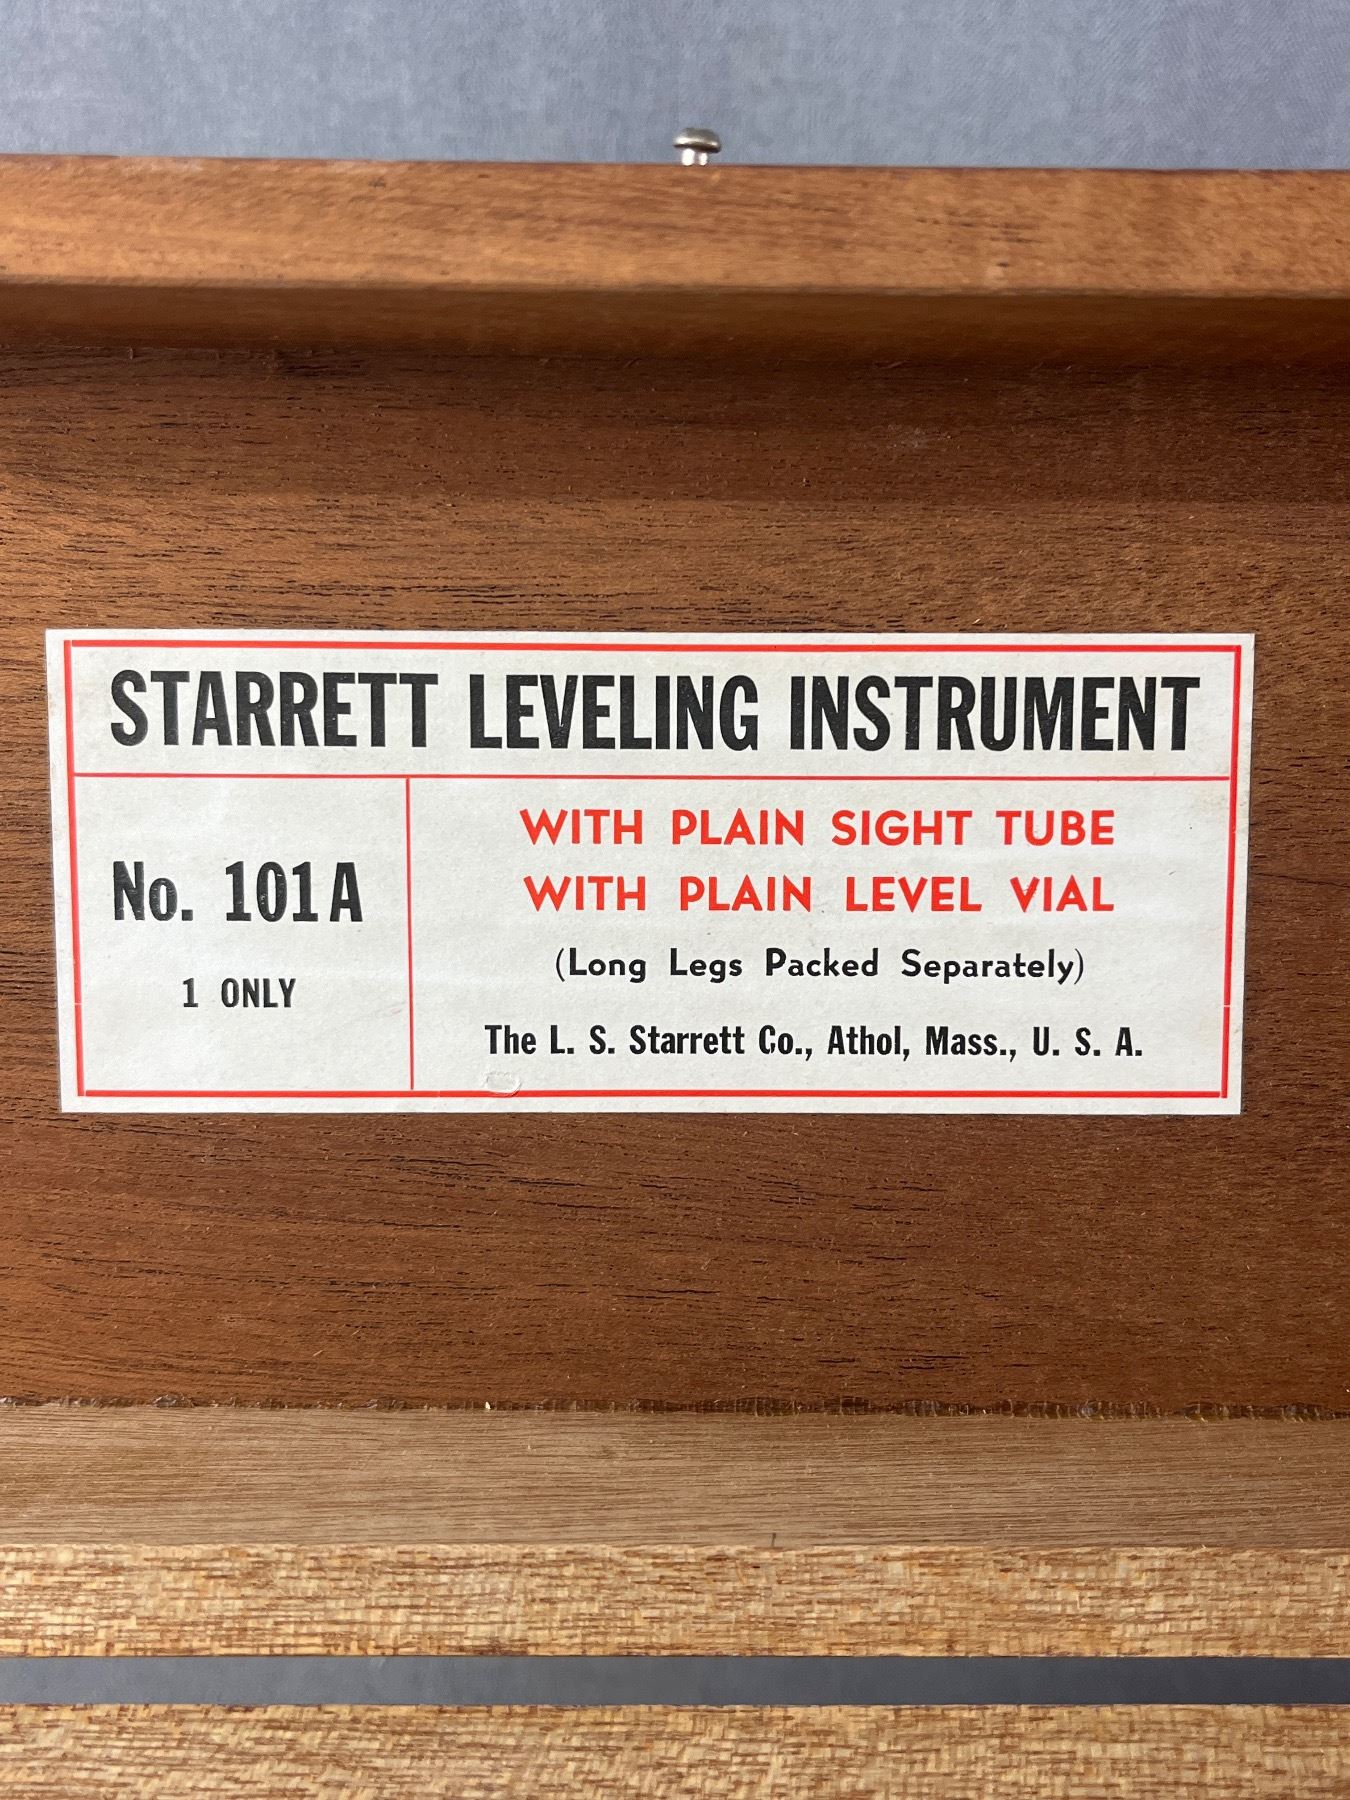 STARRETT LEVELING INSTRUMENT
No. 101A
1 ONLY
WITH PLAIN SIGHT TUBE
WITH PLAIN LEVEL VIAL
(Long Legs Packed Separately)
The L. S. Starrett Co., Athol, Mass., U. S. A.